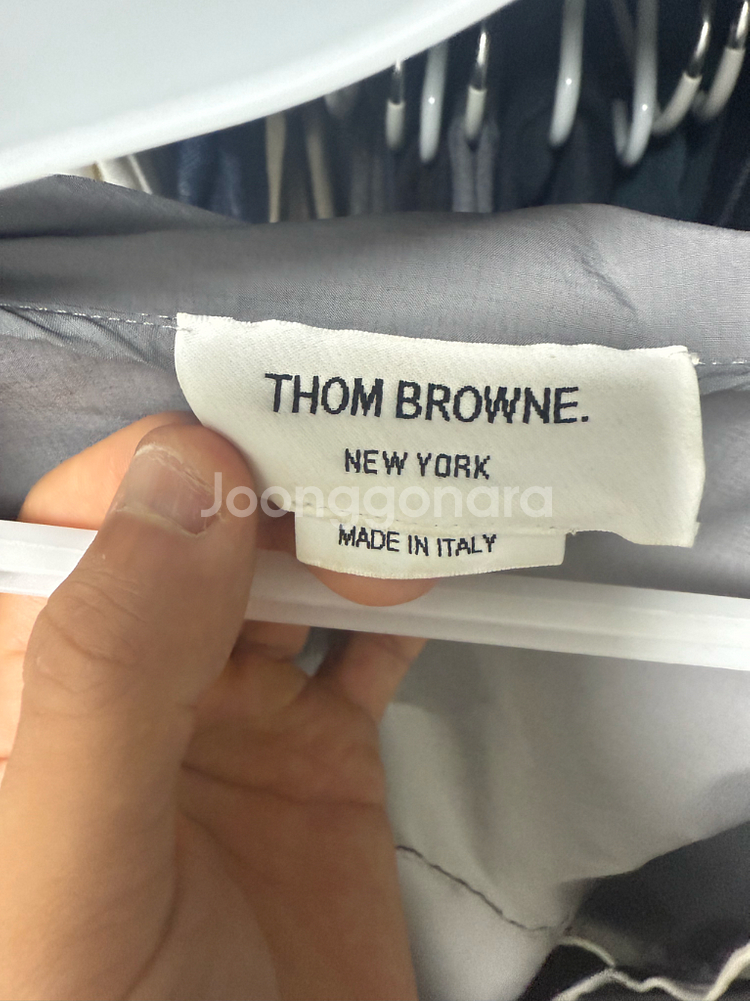 THOM BROWNE.
NEW YORK
Joonggonara
MADE IN ITALY